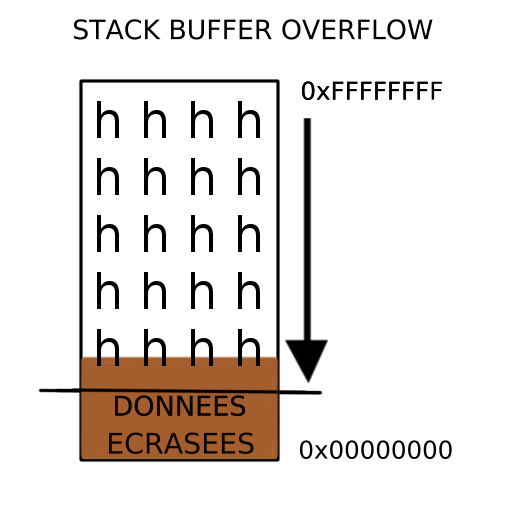 STACK BUFFER OVERFLOW
0xFFFFFFFF
h h h h
h h h h
h h h h
h h h h
h h h h
DONNEES
ECRASEES
0x00000000